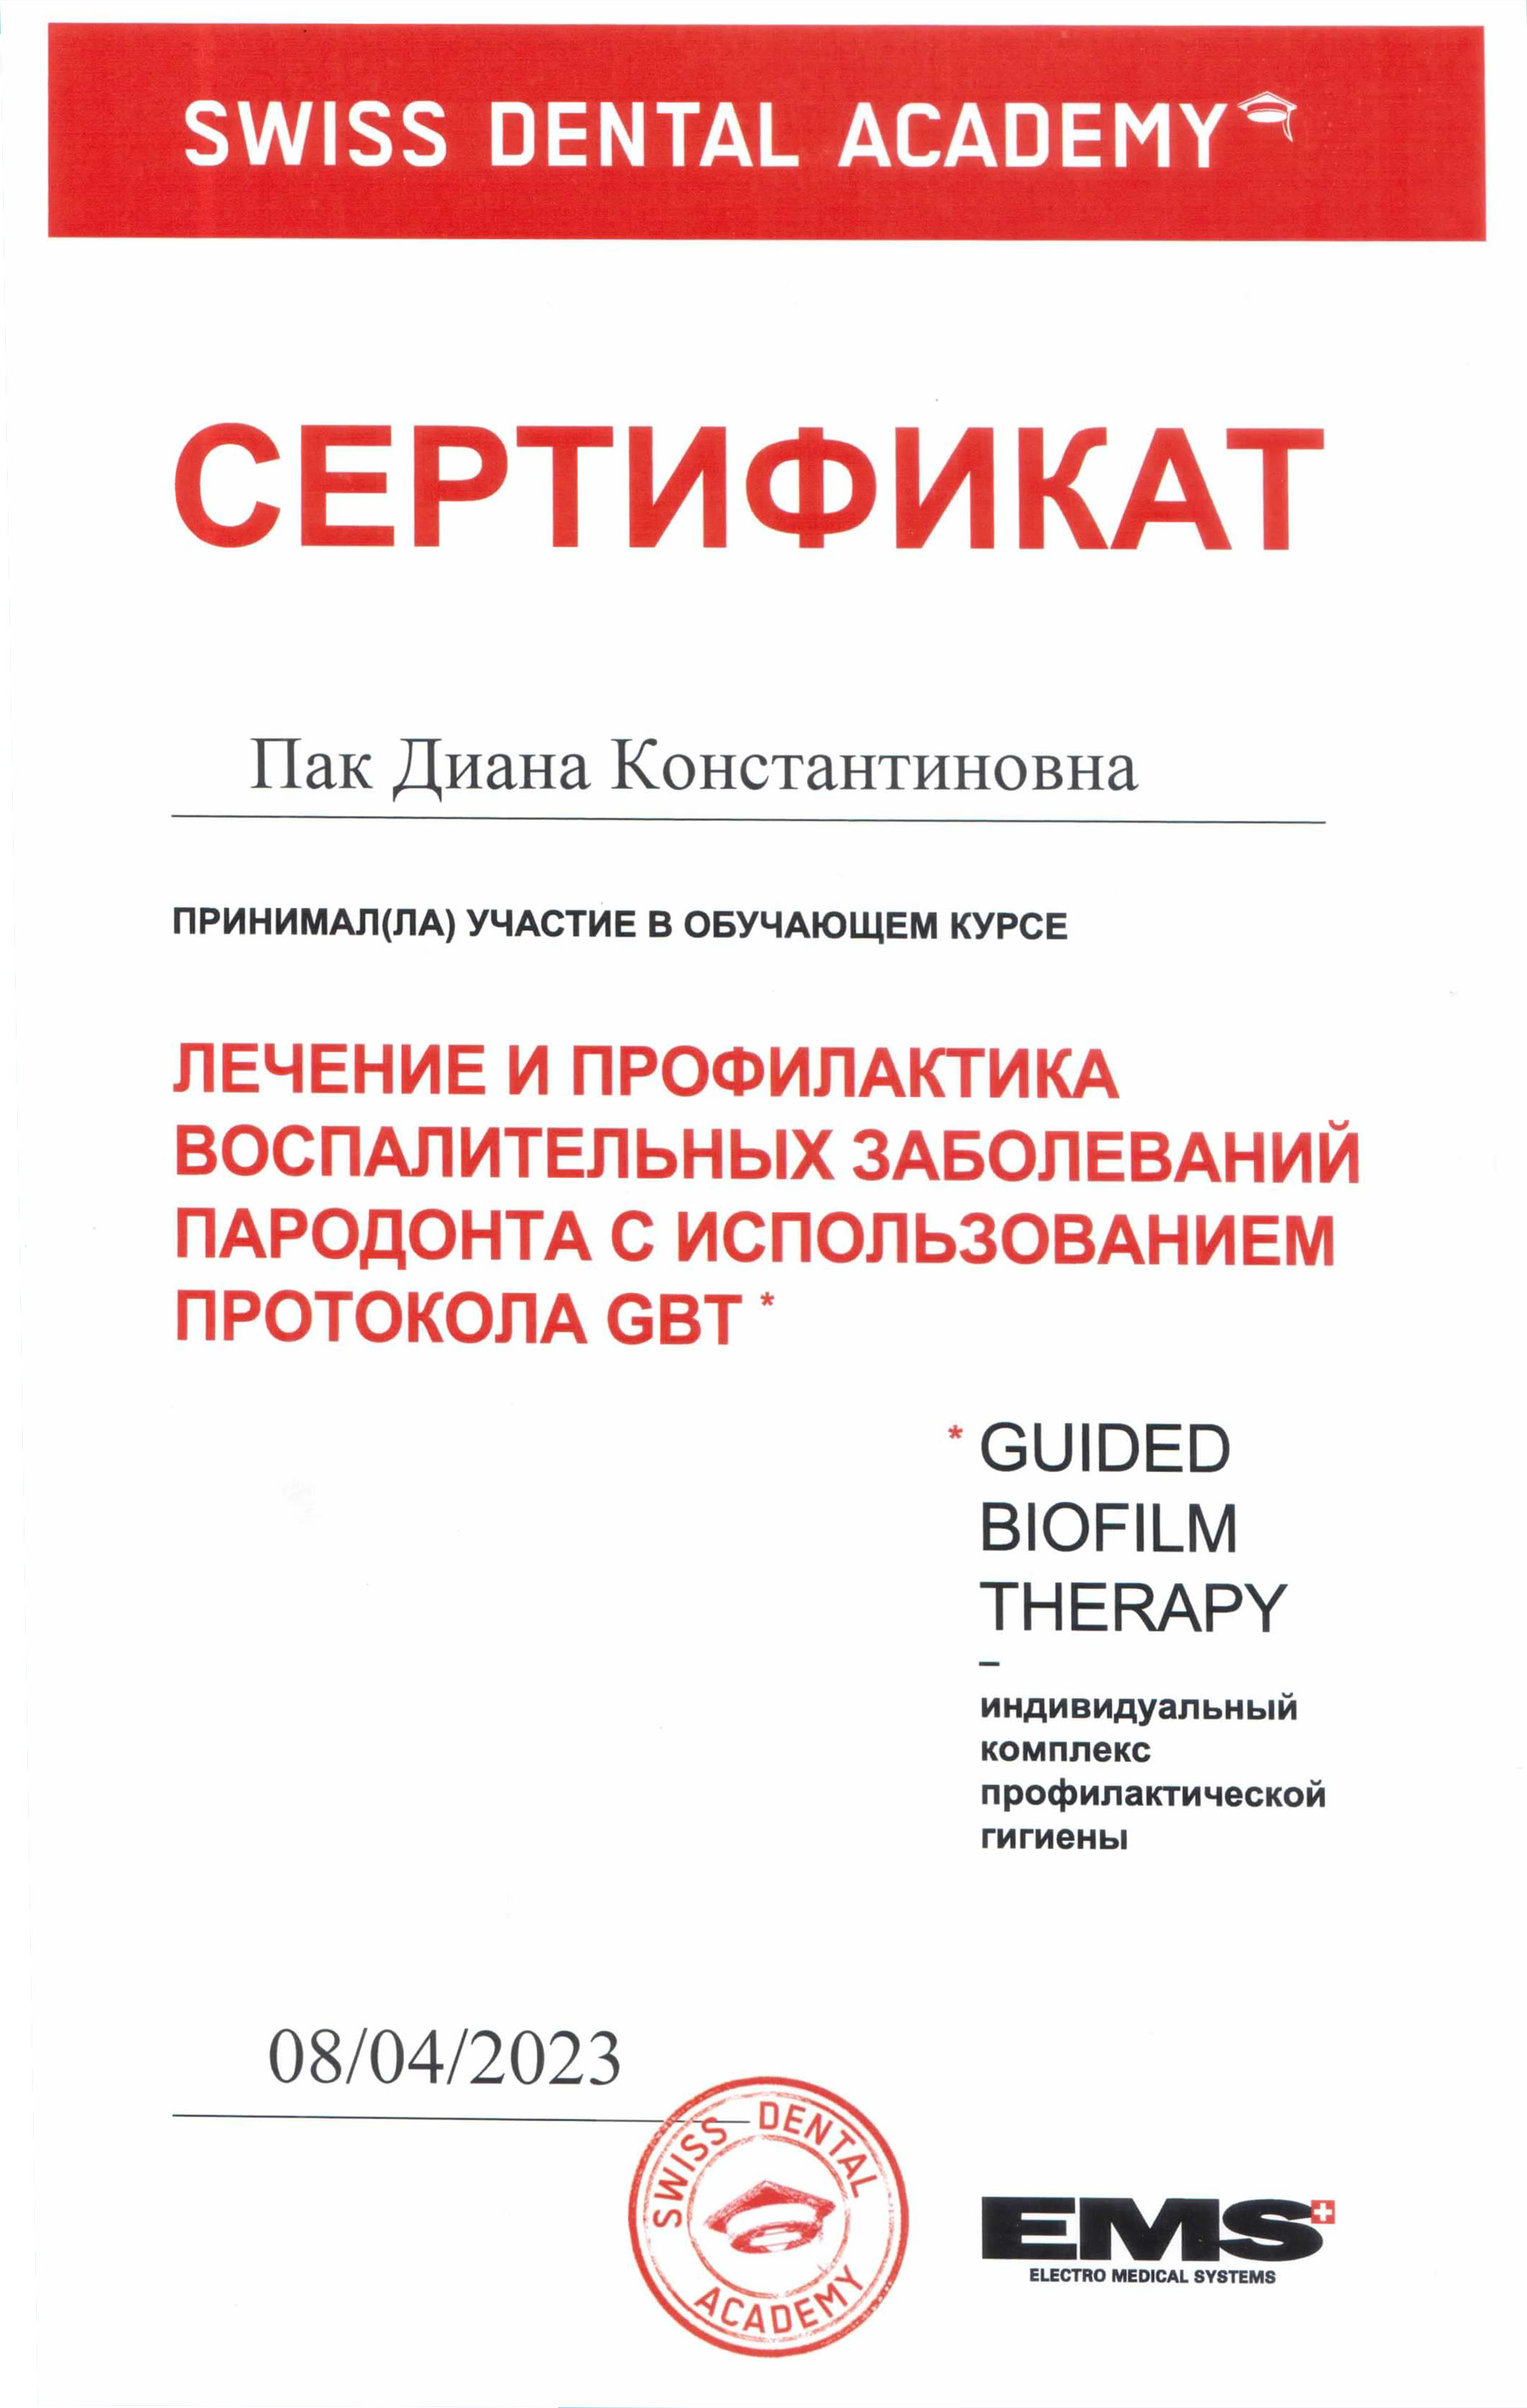 SWISS DENTAL ACADEMY
СЕРТИФИКАТ
Пак Диана Константиновна
ПРИНИМАЛ(ЛА) УЧАСТИЕ В ОБУЧАЮЩЕМ КУРСЕ
ЛЕЧЕНИЕ И ПРОФИЛАКТИКА
ВОСПАЛИТЕЛЬНЫХ ЗАБОЛЕВАНИЙ
ПАРОДОНТА С ИСПОЛЬЗОВАНИЕМ
ПРОТОКОЛА GBT *
* GUIDED
BIOFILM
THERAPY
–
индивидуальный
комплекс
профилактической
гигиены
08/04/2023
SWISS DENTAL
ACADEMY
EMS
ELECTRO MEDICAL SYSTEMS